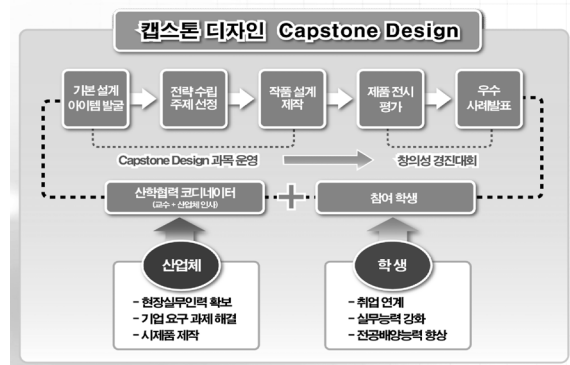 캡스톤 디자인 Capstone Design
기본 설계
아이템 발굴
전략 수립
주제 선정
작품 설계
제작
제품 전시
평가
우수
사례발표
Capstone Design 과목 운영
창의성 경진대회
산학협력 코디네이터
(교수 + 산업체 인사)
+
참여 학생
산업체
- 현장실무인력 확보
- 기업 요구 과제 해결
- 시제품 제작
학 생
- 취업 연계
- 실무능력 강화
- 전공배양능력 향상